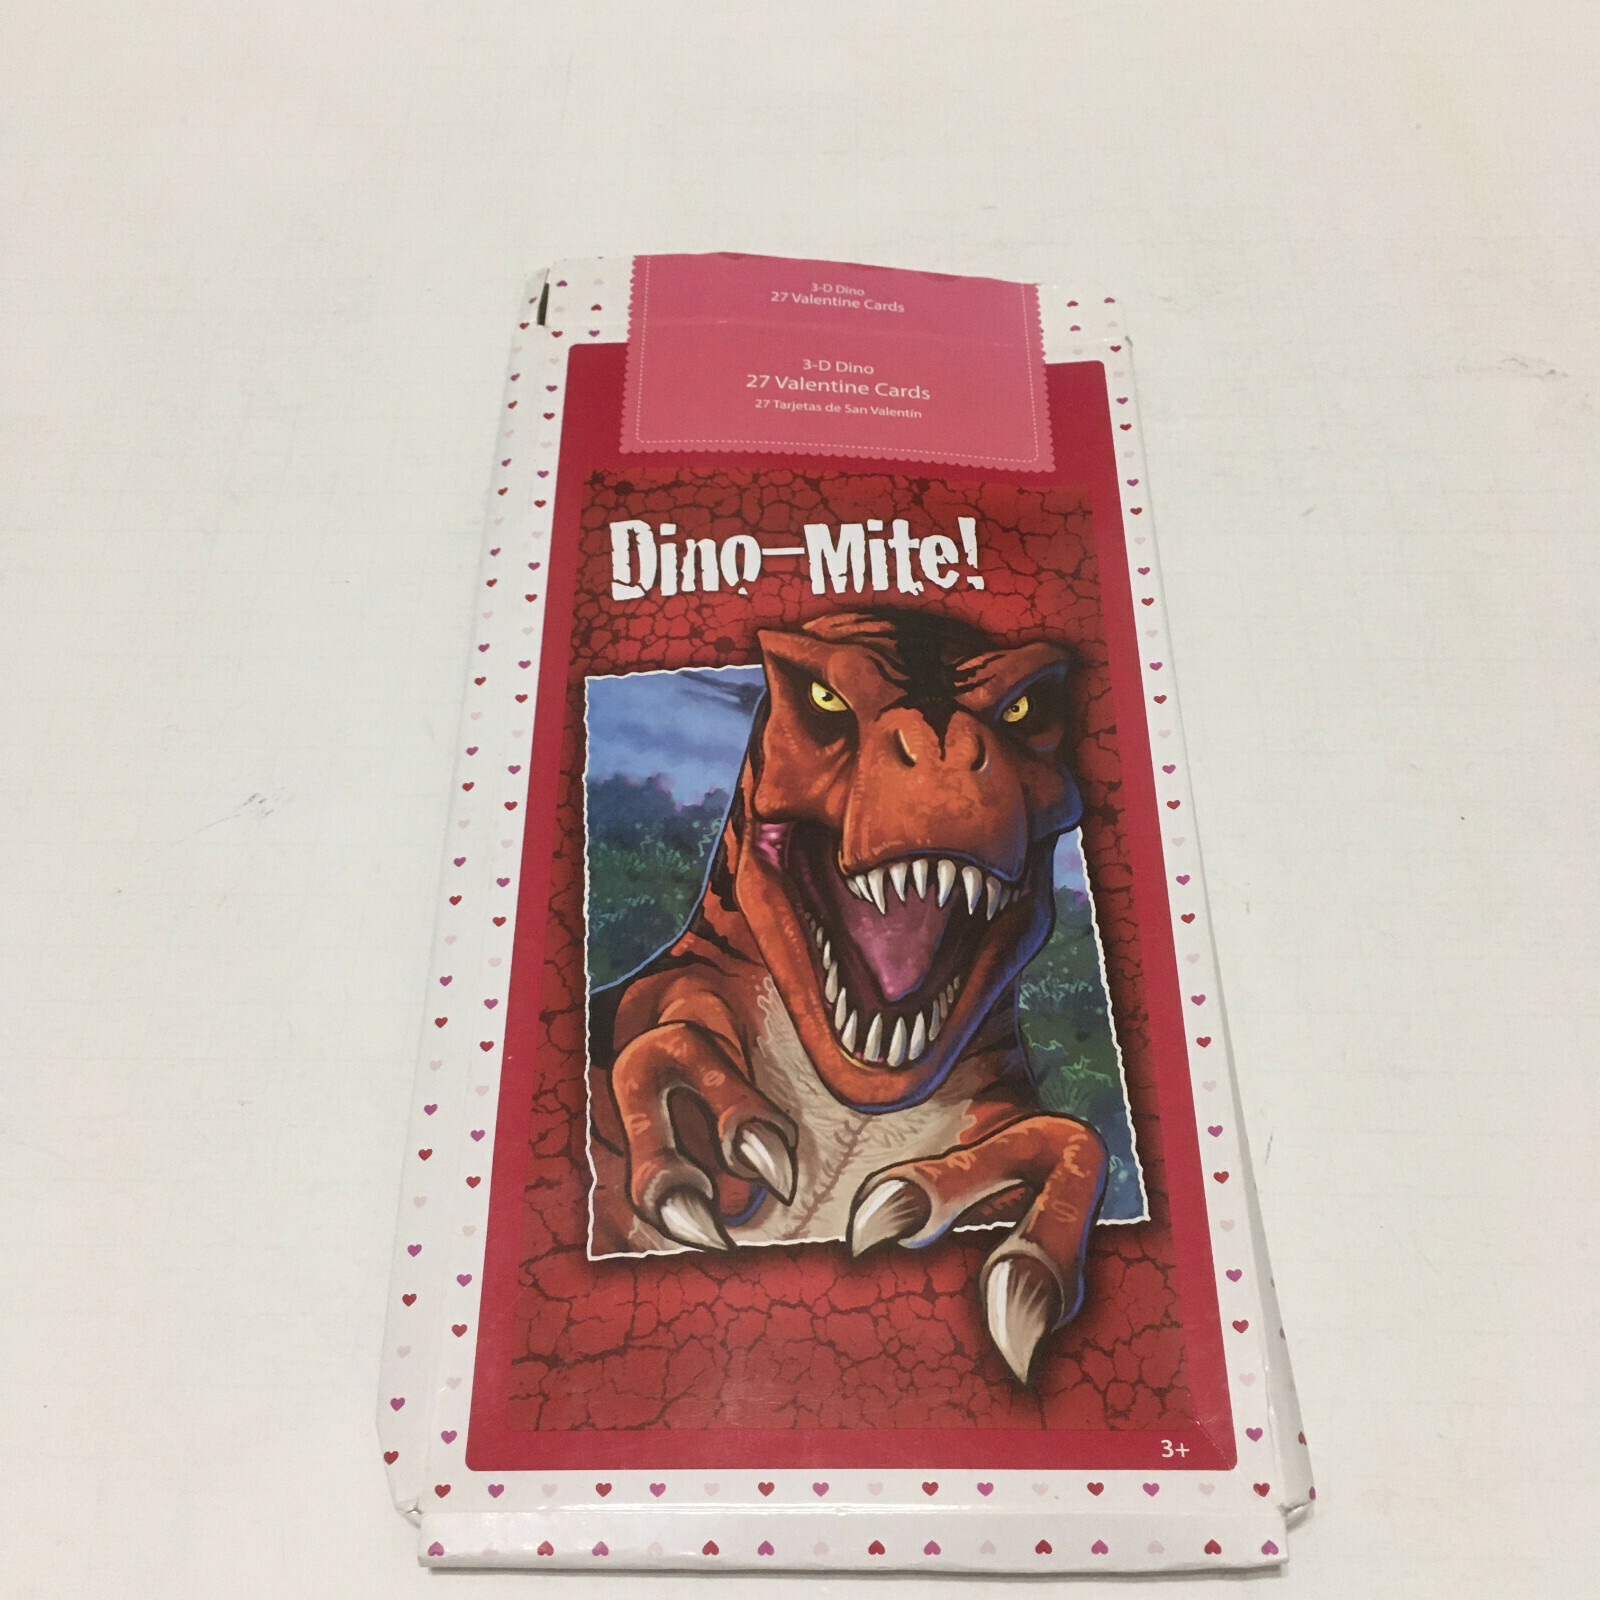 3-D Dino
27 Valentine Cards
3-D Dino
27 Valentine Cards
27 Tarjetas de San Valentín
Dino-Mite!
3+